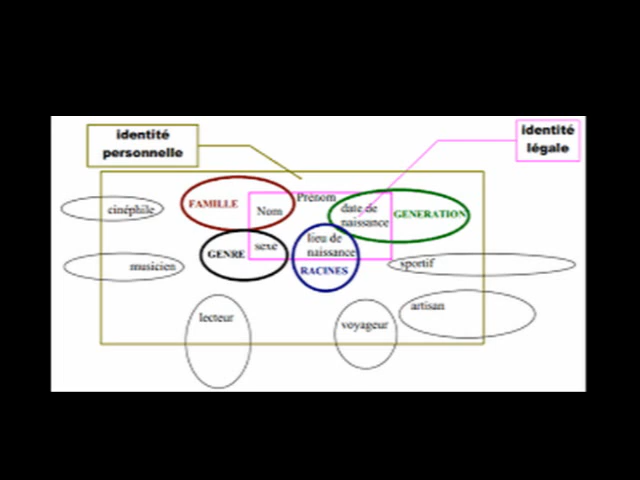 identité
personnelle
identité
légale
cinéphile
FAMILLE
Nom
Prénom
date de
naissance
GENERATION
musicien
GENRE
sexe
lieu de
naissance
RACINES
sportif
lecteur
voyageur
artisan